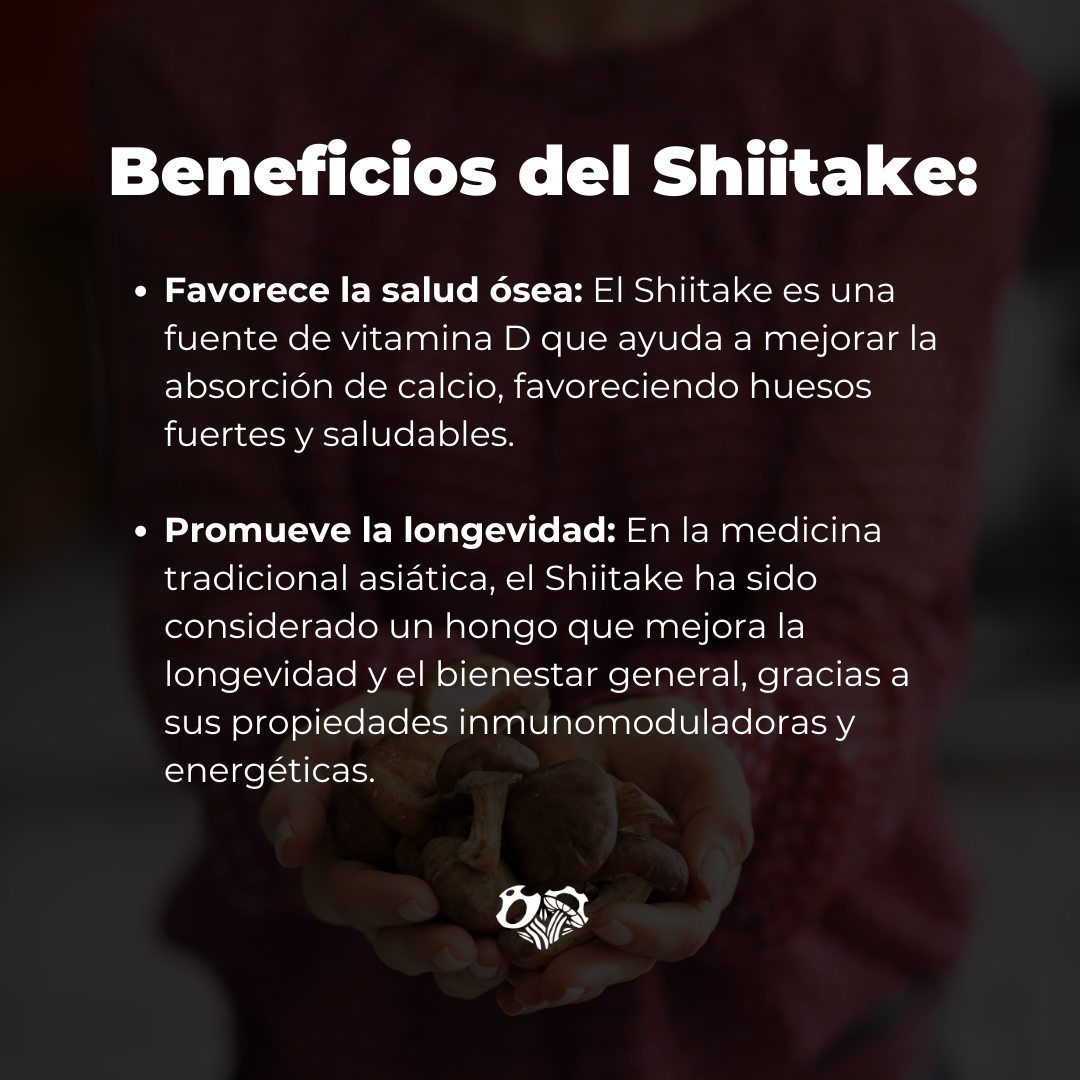 Beneficios del Shiitake:
• Favorece la salud ósea: El Shiitake es una
fuente de vitamina D que ayuda a mejorar la
absorción de calcio, favoreciendo huesos
fuertes y saludables.
• Promueve la longevidad: En la medicina
tradicional asiática, el Shiitake ha sido
considerado un hongo que mejora la
longevidad y el bienestar general, gracias a
sus propiedades inmunomoduladoras y
energéticas.